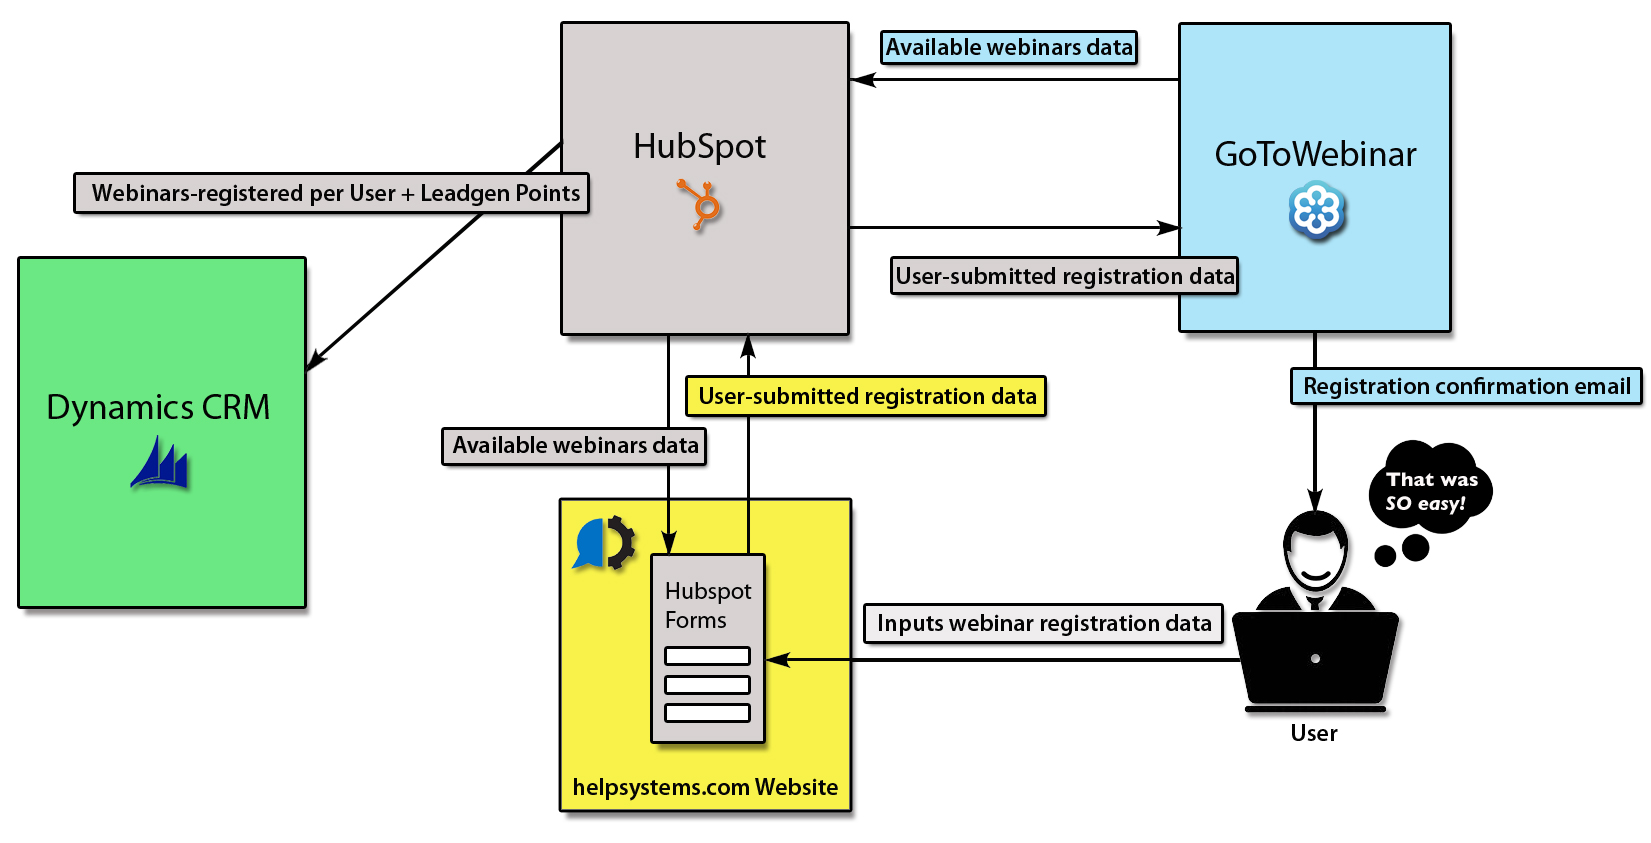 Available webinars data
HubSpot
GoToWebinar
Webinars-registered per User + Leadgen Points
User-submitted registration data
Dynamics CRM
User-submitted registration data
Registration confirmation email
Available webinars data
That was
SO easy!
Hubspot
Forms
Inputs webinar registration data
User
helpsystems.com Website